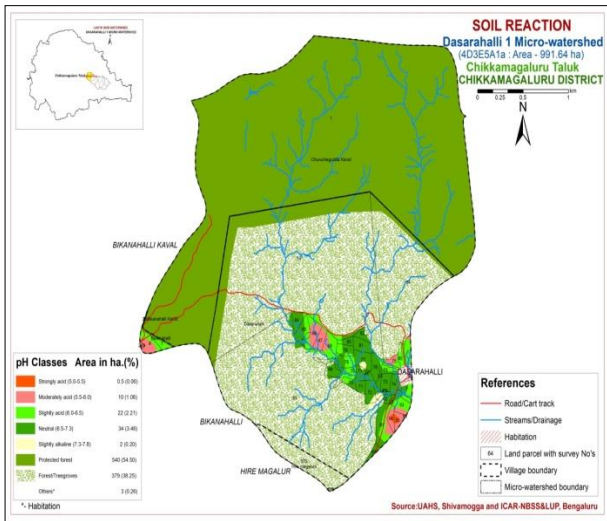 SOIL REACTION
Dasarahalli 1 Micro-watershed
(4D3E5A1a : Area - 991.64 ha)
Chikkamagaluru Taluk
CHIKKAMAGALURU DISTRICT
0 0.25 0.5 1
km
N
DASARAHALLI 1 MICRO-WATERSHED
BIKANAHALLI KAVAL
DASARAHALLI
BIKANAHALLI
HIRE MAGALUR
pH Classes Area in ha.(%)
Strongly acid (5.0-5.5) 0.5 (0.06)
Moderately acid (5.5-6.0) 10 (1.06)
Slightly acid (6.0-6.5) 22 (2.21)
Neutral (6.5-7.3) 34 (3.48)
Slightly alkaline (7.3-7.8) 2 (0.20)
Protected forest 540 (54.50)
Forest/Treegroves 379 (38.25)
Others* 3 (0.26)
*- Habitation
References
Road/Cart track
Streams/Drainage
Habitation
64 Land parcel with survey No's
Village boundary
Micro-watershed boundary
Source:UAHS, Shivamogga and ICAR-NBSS&LUP, Bengaluru